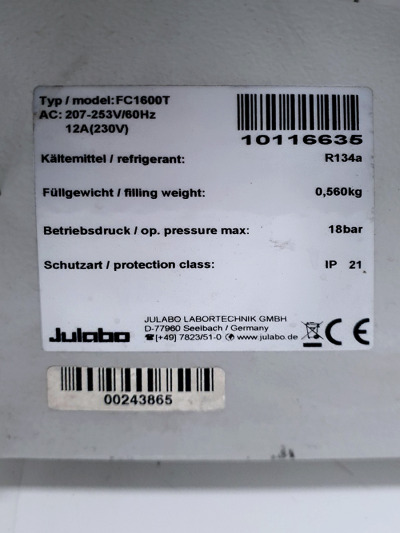 Typ / model: FC1600T
AC: 207-253V/60Hz
12A(230V)
10116635
Kältemittel / refrigerant: R134a
Füllgewicht / filling weight: 0,560kg
Betriebsdruck / op. pressure max: 18bar
Schutzart / protection class: IP 21
Julabo
JULABO LABORTECHNIK GMBH
D-77960 Seelbach / Germany
☎[+49] 7823/51-0 www.julabo.de
CE
00243865